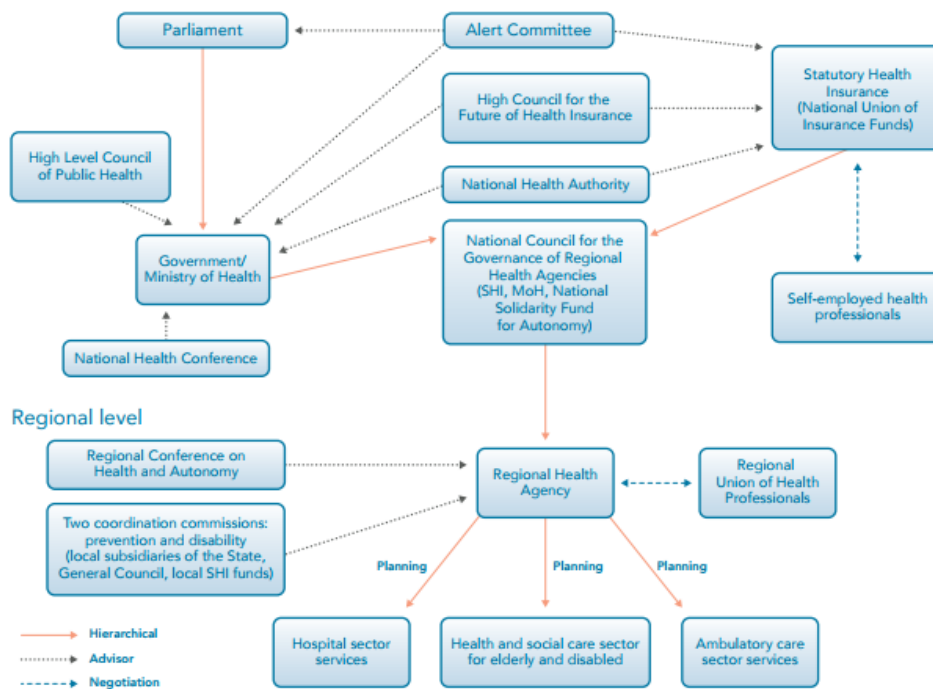 Parliament
Alert Committee
Statutory Health
Insurance
(National Union of
Insurance Funds)
High Council for the
Future of Health Insurance
High Level Council
of Public Health
National Health Authority
Government/
Ministry of Health
National Council for the
Governance of Regional
Health Agencies
(SHI, MoH, National
Solidarity Fund
for Autonomy)
Self-employed health
professionals
National Health Conference
Regional level
Regional Conference on
Health and Autonomy
Regional Health
Agency
Regional
Union of Health
Professionals
Two coordination commissions:
prevention and disability
(local subsidiaries of the State,
General Council, local SHI funds)
Planning
Planning
Planning
Hospital sector
services
Health and social care sector
for elderly and disabled
Ambulatory care
sector services
Hierarchical
Advisor
Negotiation